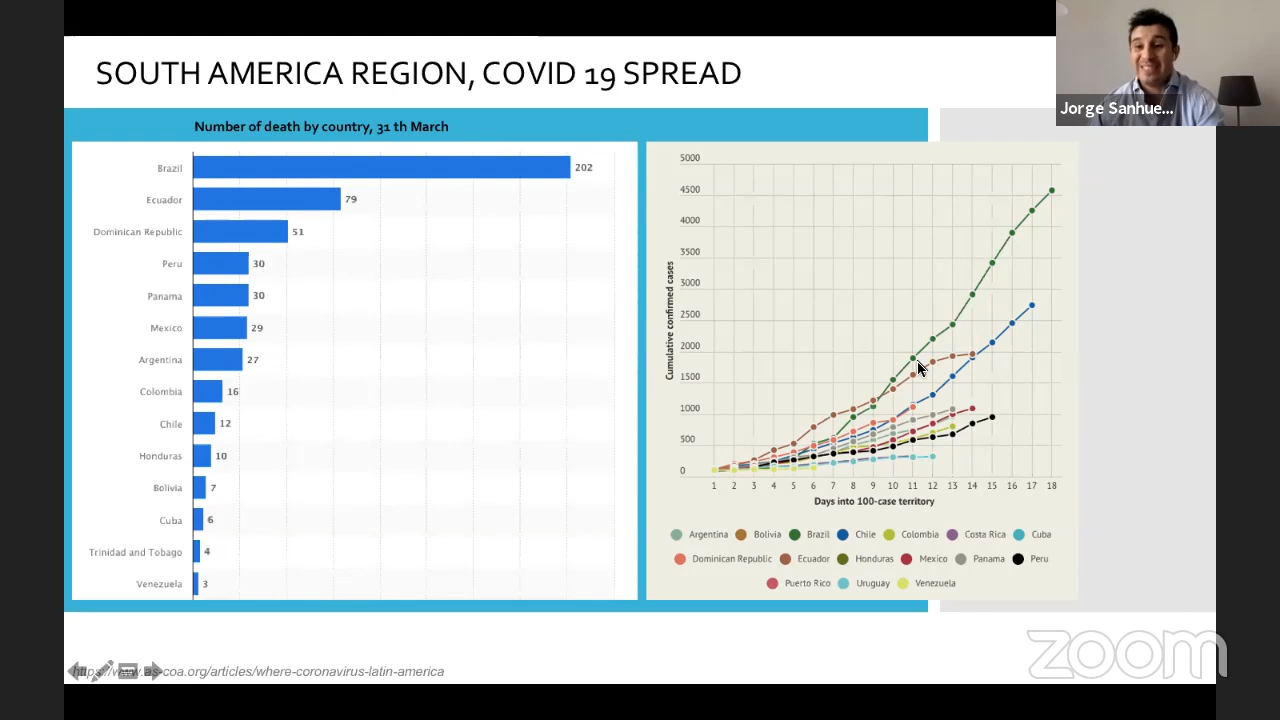 SOUTH AMERICA REGION, COVID 19 SPREAD
Jorge Sanhue...
Number of death by country, 31 th March
Brazil 202
Ecuador 79
Dominican Republic 51
Peru 30
Panama 30
Mexico 29
Argentina 27
Colombia 16
Chile 12
Honduras 10
Bolivia 7
Cuba 6
Trinidad and Tobago 4
Venezuela 3
Cumulative confirmed cases
5000
4500
4000
3500
3000
2500
2000
1500
1000
500
0
1 2 3 4 5 6 7 8 9 10 11 12 13 14 15 16 17 18
Days into 100-case territory
Argentina Bolivia Brazil Chile Colombia Costa Rica Cuba
Dominican Republic Ecuador Honduras Mexico Panama Peru
Puerto Rico Uruguay Venezuela
https://www.as-coa.org/articles/where-coronavirus-latin-america
zoom